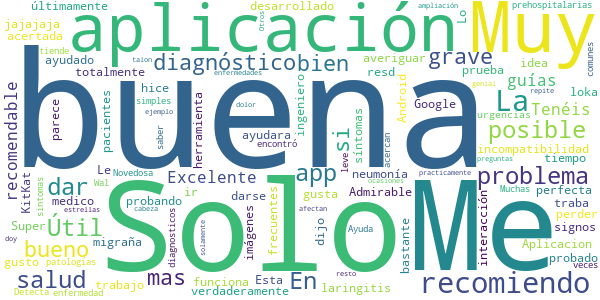 últimamente
desarrollado
Otros
ampliación
Lo
prehospitalarias
jajajaja
acertada
aplicación
Muy
tiende
talon
diagnóstico
bien
averiguar
grave
idea
comunes
ayudado
totalmente
enfermedades
resd
prueba
guías
loka
recomendable
parece
hice
pacientes
simples
ejemplo
herramienta
buena
dolor
ingeniero
si
síntomas
Android
Google
La
urgencias
Tenéis
repite
posible
incompatibilidad
saber
ayudara
encontró
leve
acercan
gentas
tiempo
KitKat
síntomas
dar
Le
Wal
Novedosa
Excelente
app
neumonía
Admirable
problema
preguntas
practicamente
ocasiones
Muchas
perfecta
Super
Útil
medico
estrellas
probando
cabeza
ir
darse
imágenes
frecuentes
gusta
afectan
Solo
Me
interacción
traba
perder
signos
Aplicacion
bueno
gusto
patologías
migraña
diagnosticos
solamente
Esta
dijo
Ayuda
bastante
probado
veces
doy
salud
mas
funciona
En
laringitis
recomiendo
Detecta
enfermedad
trabajo
verdaderamente
resto